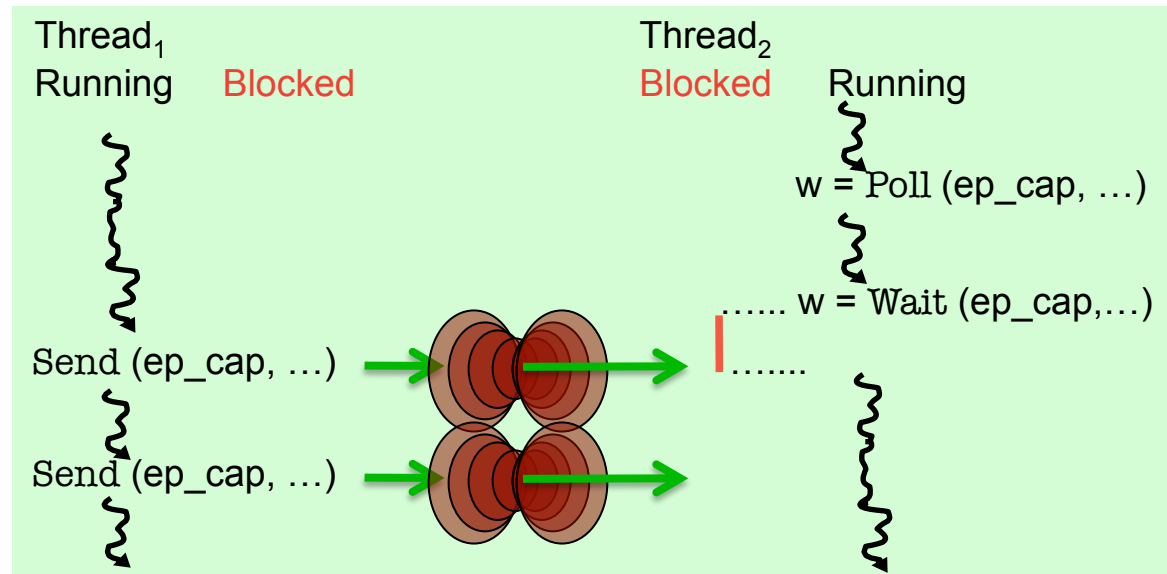 Thread₁ Thread₂
Running Blocked Blocked Running
w = Poll (ep_cap, …)
…... w = Wait (ep_cap,…)
Send (ep_cap, …) …....
Send (ep_cap, …)